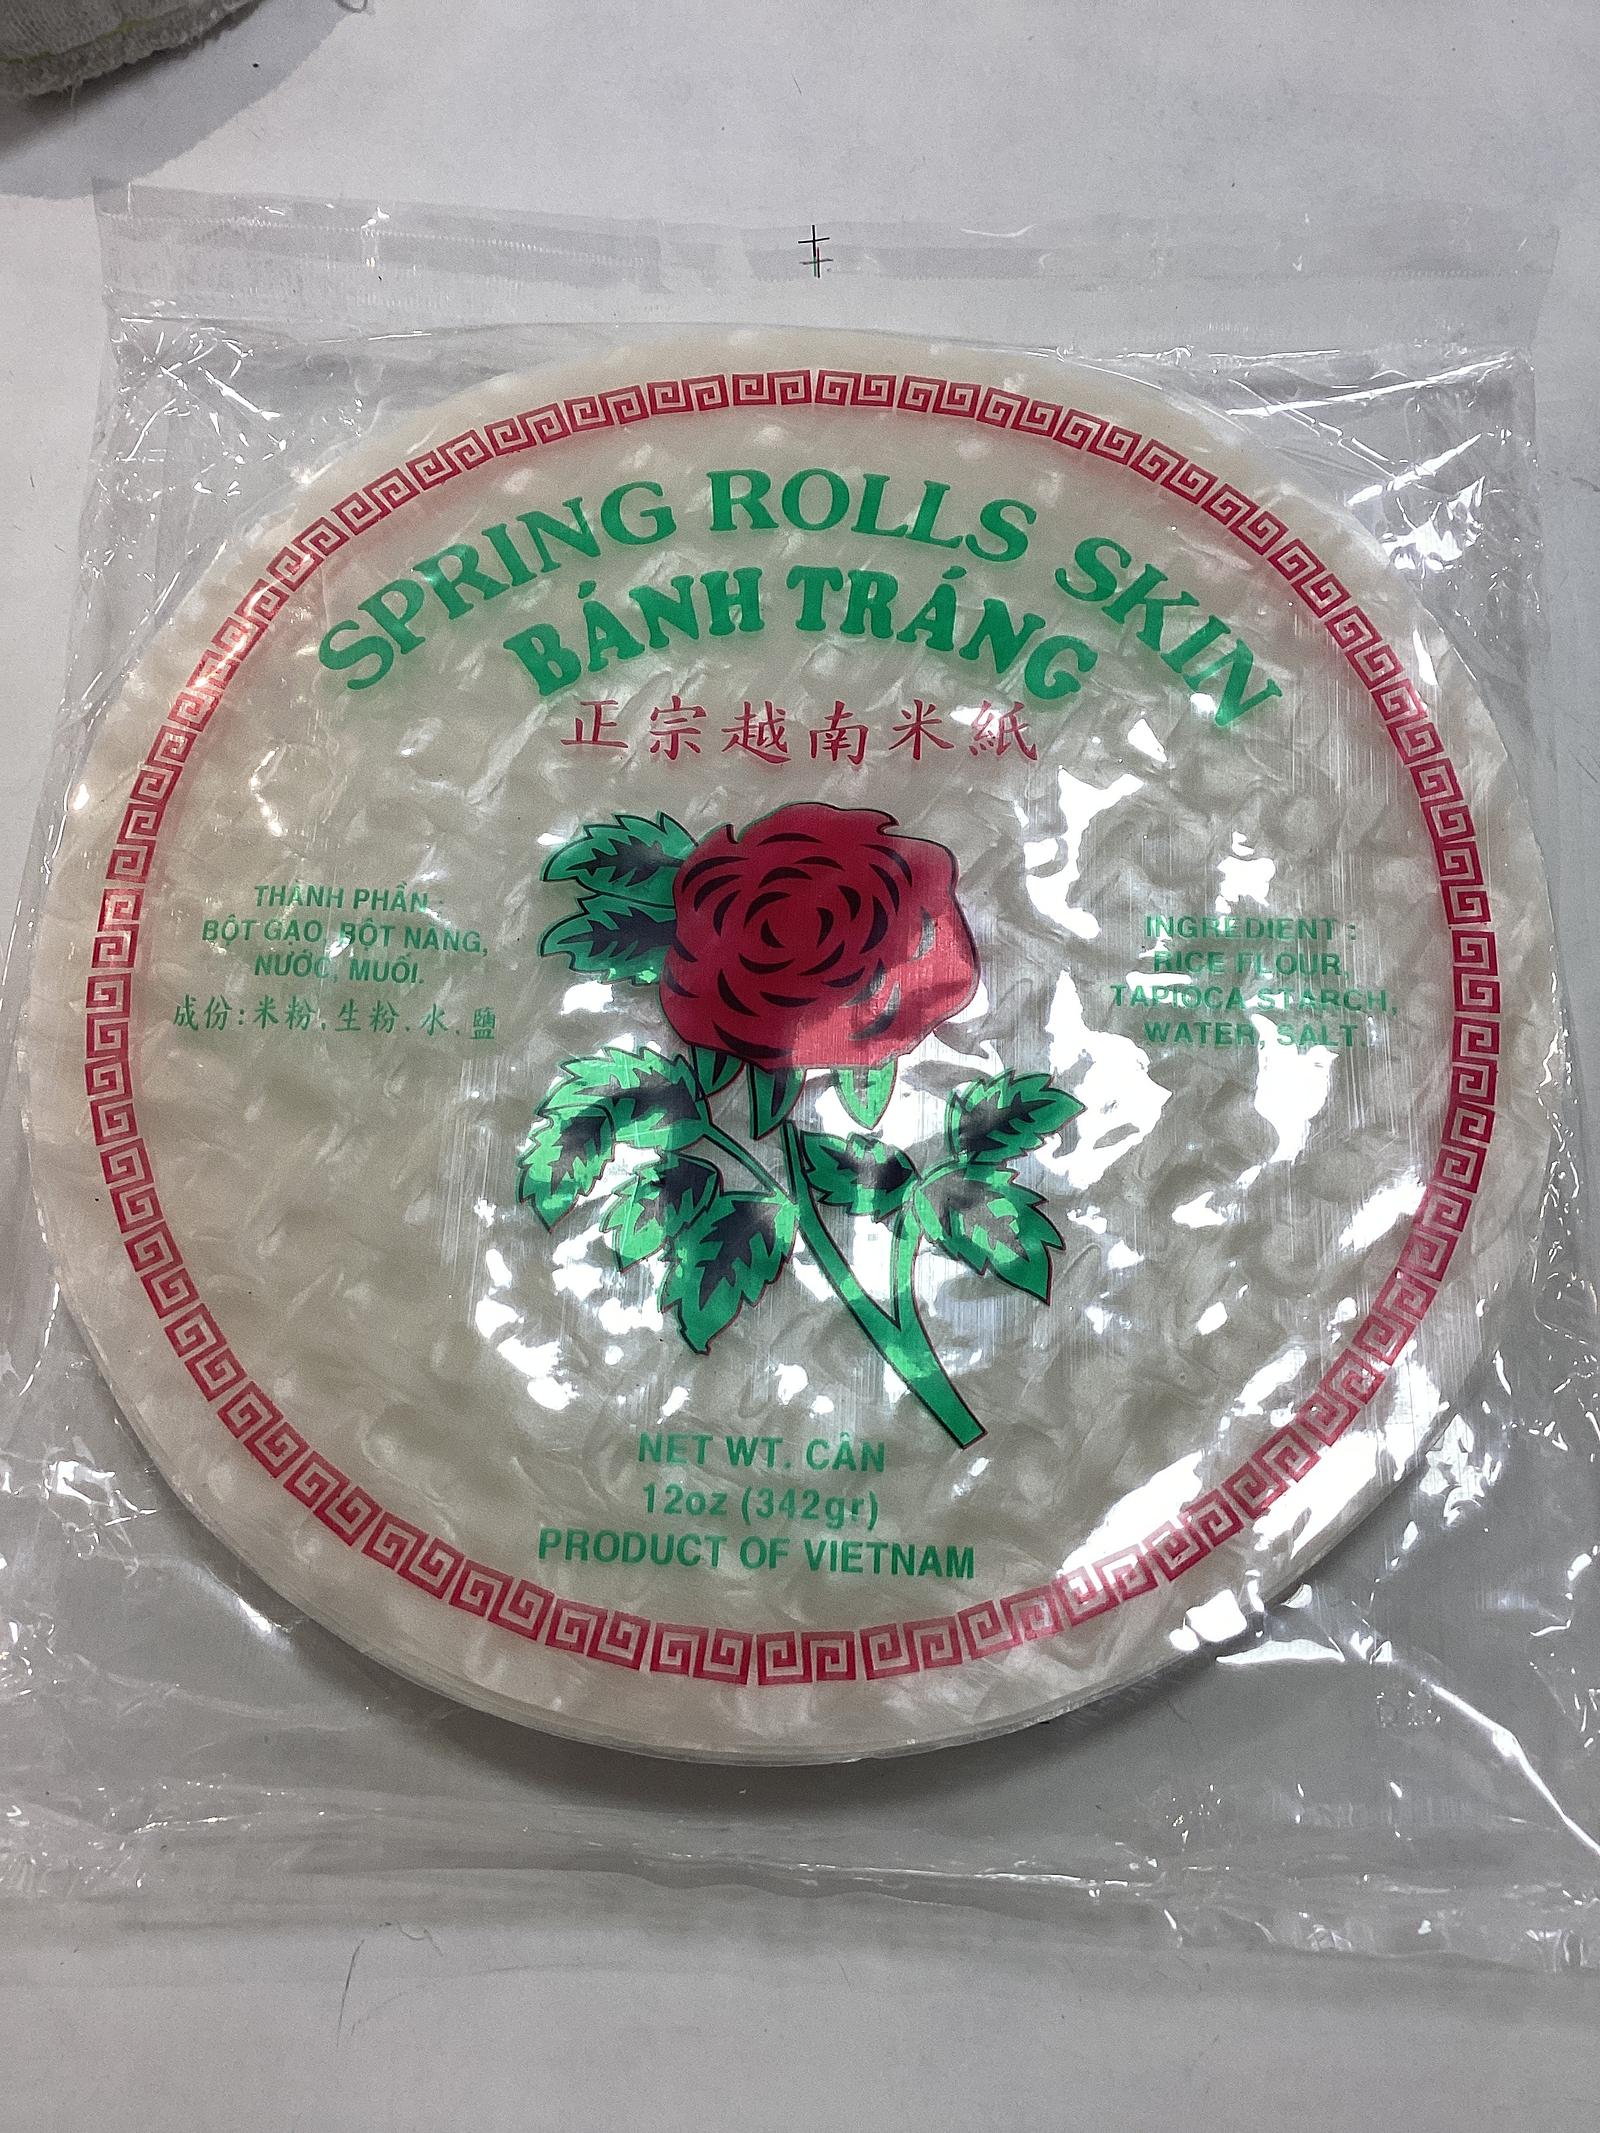 SPRING ROLLS SKIN
BÁNH TRÁNG
正宗越南米紙
THÀNH PHẦN :
BỘT GẠO, BỘT NĂNG,
NƯỚC, MUỐI.
成份:米粉,生粉,水,鹽
INGREDIENT :
RICE FLOUR,
TAPIOCA STARCH,
WATER, SALT.
NET WT. CÂN
12oz (342gr)
PRODUCT OF VIETNAM